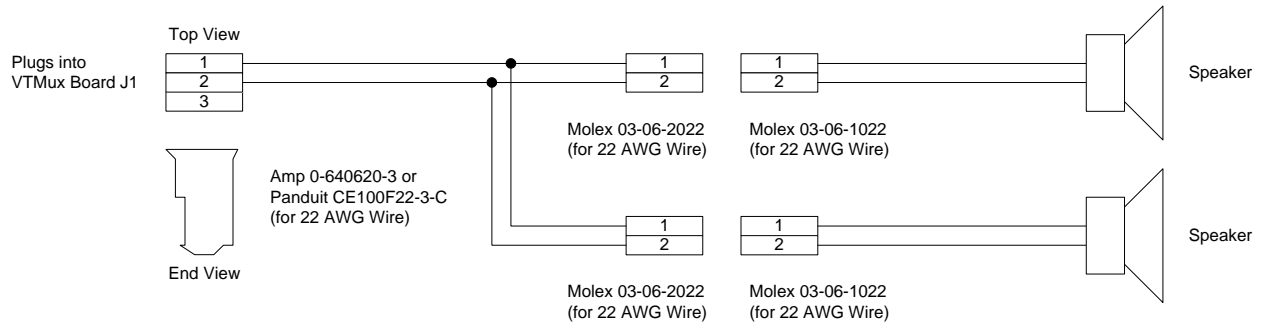 Top View
Plugs into
VTMux Board J1
1
2
3
1
2
1
2
Speaker
Molex 03-06-2022
(for 22 AWG Wire)
Molex 03-06-1022
(for 22 AWG Wire)
Amp 0-640620-3 or
Panduit CE100F22-3-C
(for 22 AWG Wire)
End View
1
2
1
2
Speaker
Molex 03-06-2022
(for 22 AWG Wire)
Molex 03-06-1022
(for 22 AWG Wire)